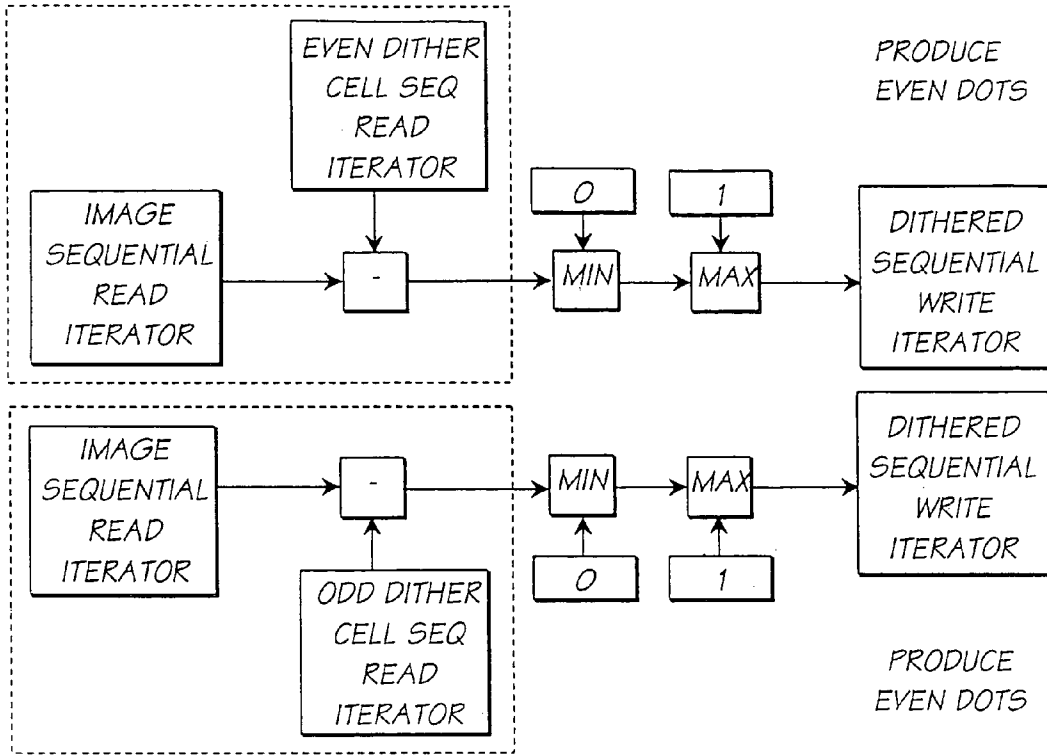 EVEN DITHER
CELL SEQ
READ
ITERATOR
PRODUCE
EVEN DOTS
IMAGE
SEQUENTIAL
READ
ITERATOR
-
0
MIN
1
MAX
DITHERED
SEQUENTIAL
WRITE
ITERATOR
IMAGE
SEQUENTIAL
READ
ITERATOR
-
ODD DITHER
CELL SEQ
READ
ITERATOR
MIN
0
MAX
1
DITHERED
SEQUENTIAL
WRITE
ITERATOR
PRODUCE
EVEN DOTS